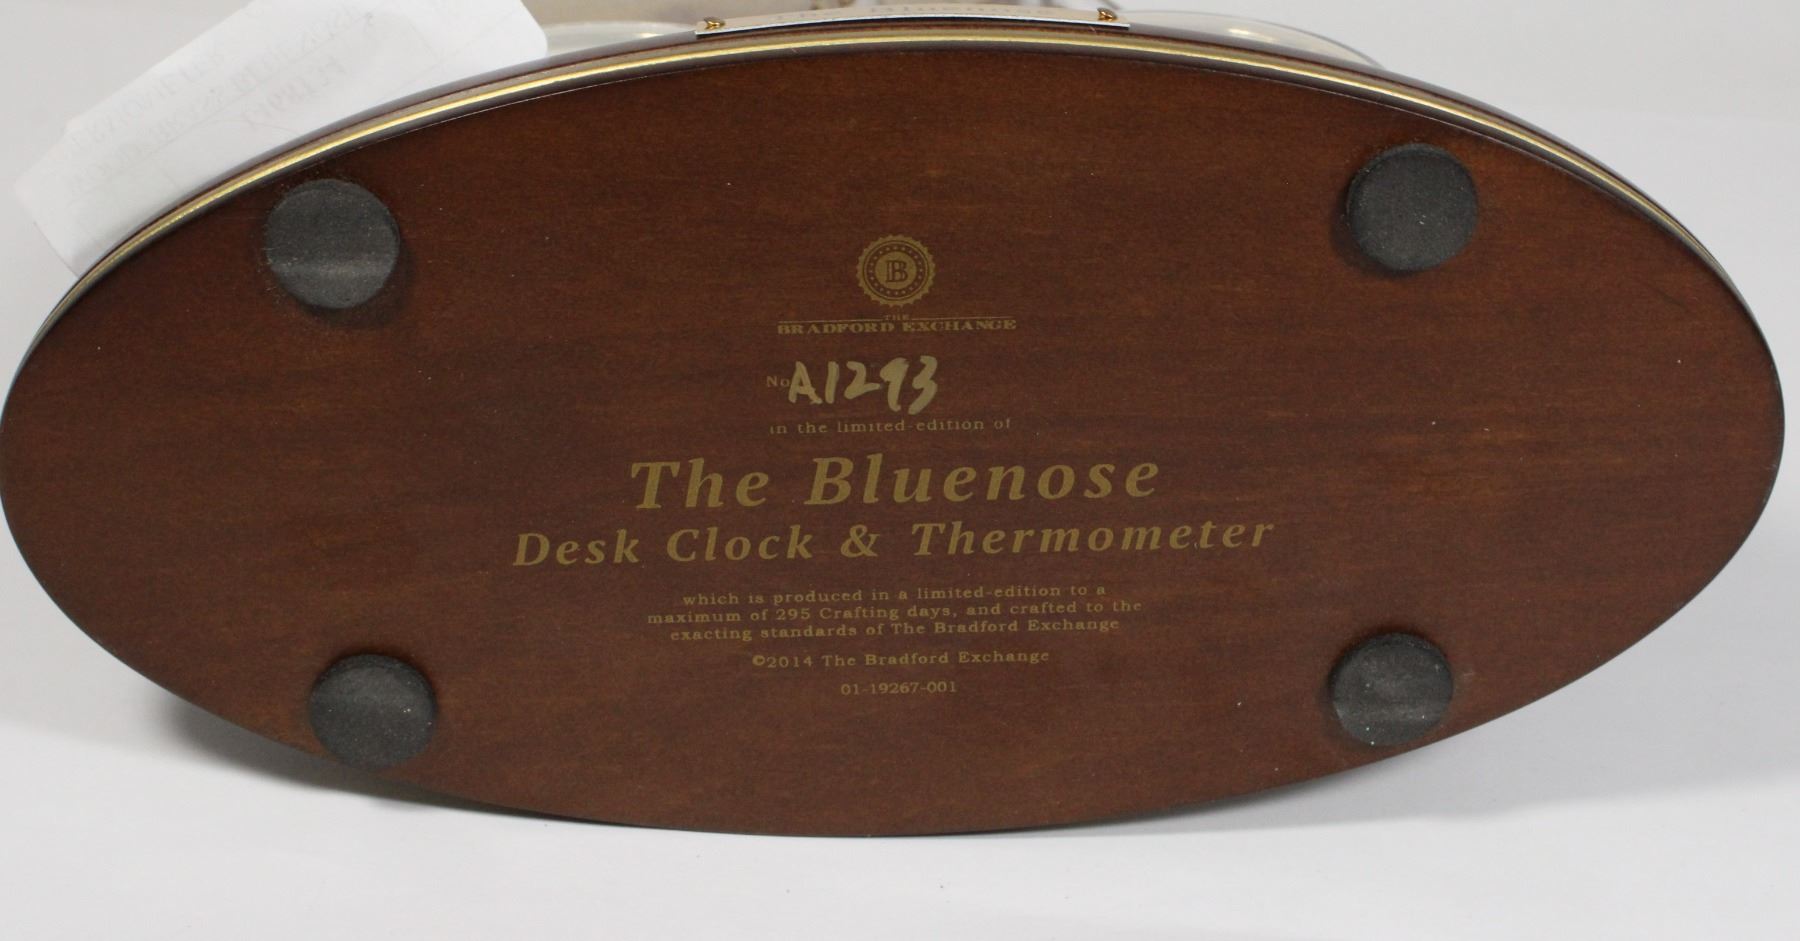 The Bluenose
B
THE
BRADFORD EXCHANGE
No. A1293
in the limited-edition of
The Bluenose
Desk Clock & Thermometer
which is produced in a limited-edition to a
maximum of 295 Crafting days, and crafted to the
exacting standards of The Bradford Exchange
©2014 The Bradford Exchange
01-19267-001